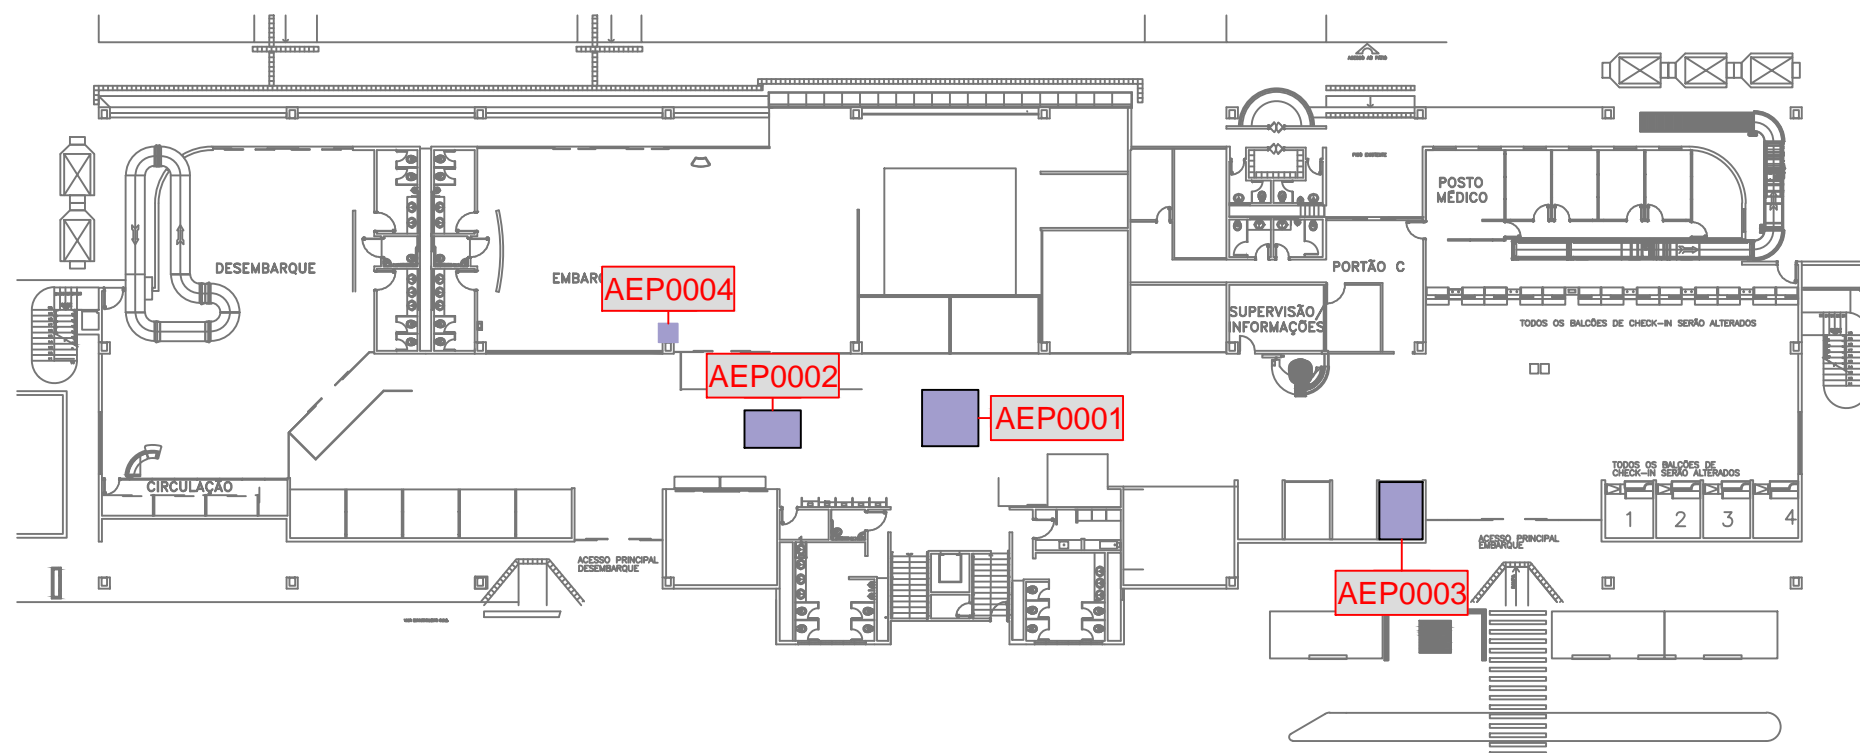 POSTO
MÉDICO
DESEMBARQUE
PORTÃO C
EMBARQ
AEP0004
SUPERVISÃO/
INFORMAÇÕES
TODOS OS BALCÕES DE CHECK-IN SERÃO ALTERADOS
AEP0002
AEP0001
TODOS OS BALCÕES DE
CHECK-IN SERÃO ALTERADOS
CIRCULAÇÃO
1 2 3 4
ACESSO PRINCIPAL
EMBARQUE
ACESSO PRINCIPAL
DESEMBARQUE
AEP0003